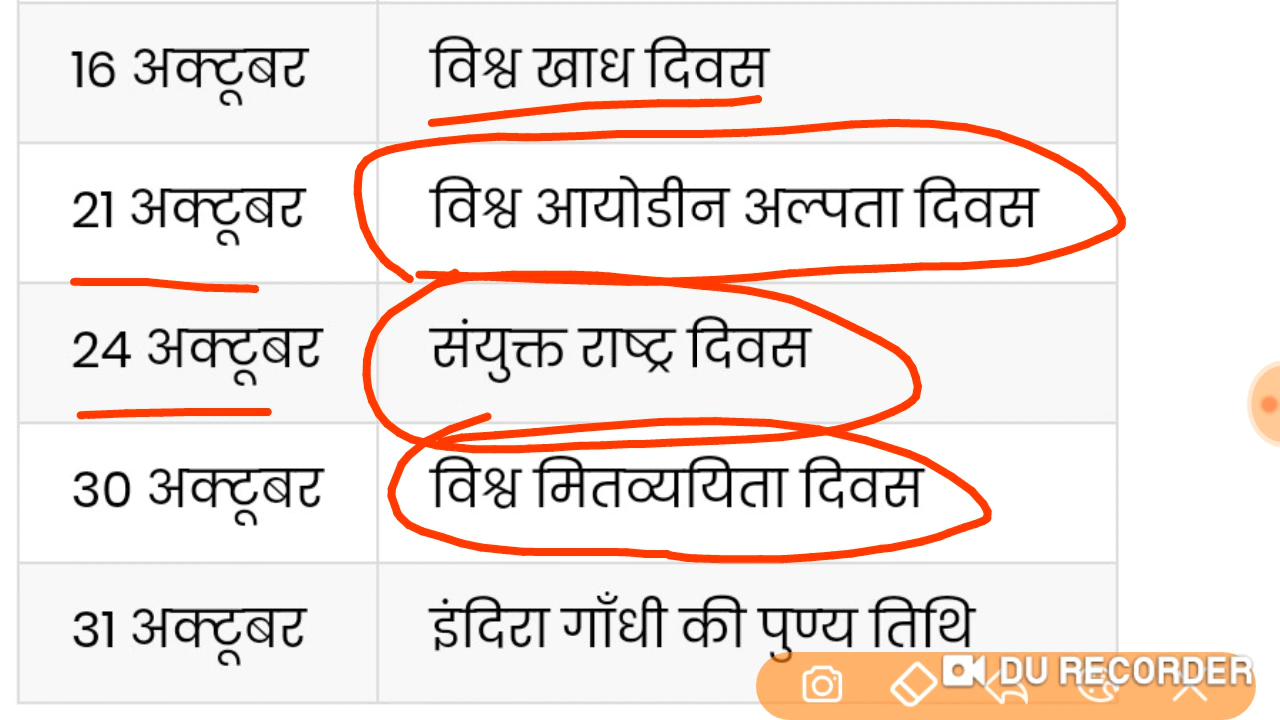 16 अक्टूबर विश्व खाध दिवस
21 अक्टूबर विश्व आयोडीन अल्पता दिवस
24 अक्टूबर संयुक्त राष्ट्र दिवस
30 अक्टूबर विश्व मितव्ययिता दिवस
31 अक्टूबर इंदिरा गाँधी की पुण्य तिथि
DU RECORDER